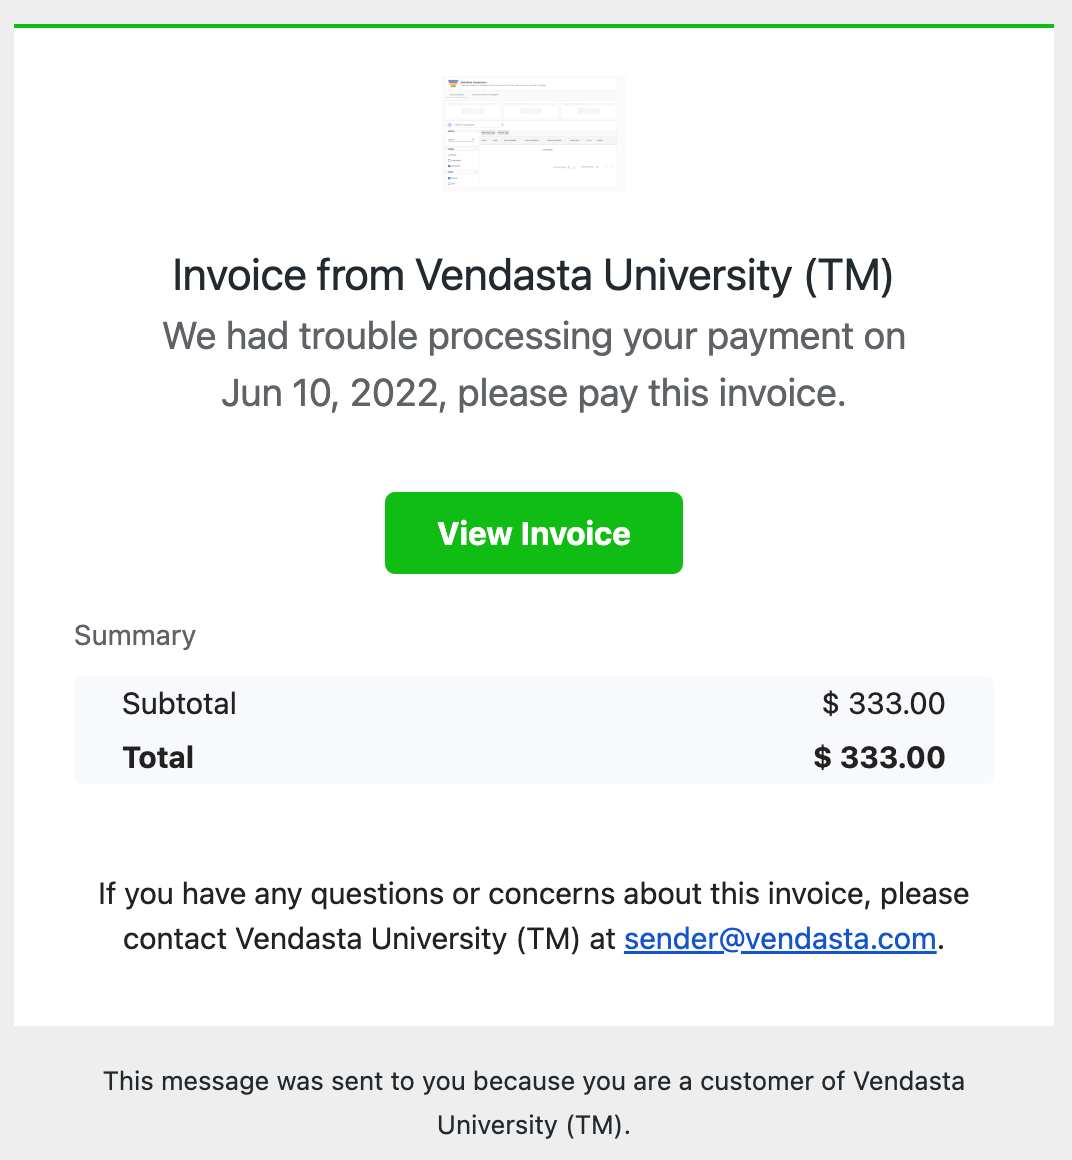 Invoice from Vendasta University (TM)
We had trouble processing your payment on
Jun 10, 2022, please pay this invoice.
View Invoice
Summary
Subtotal $ 333.00
Total $ 333.00
If you have any questions or concerns about this invoice, please
contact Vendasta University (TM) at sender@vendasta.com.
This message was sent to you because you are a customer of Vendasta
University (TM).